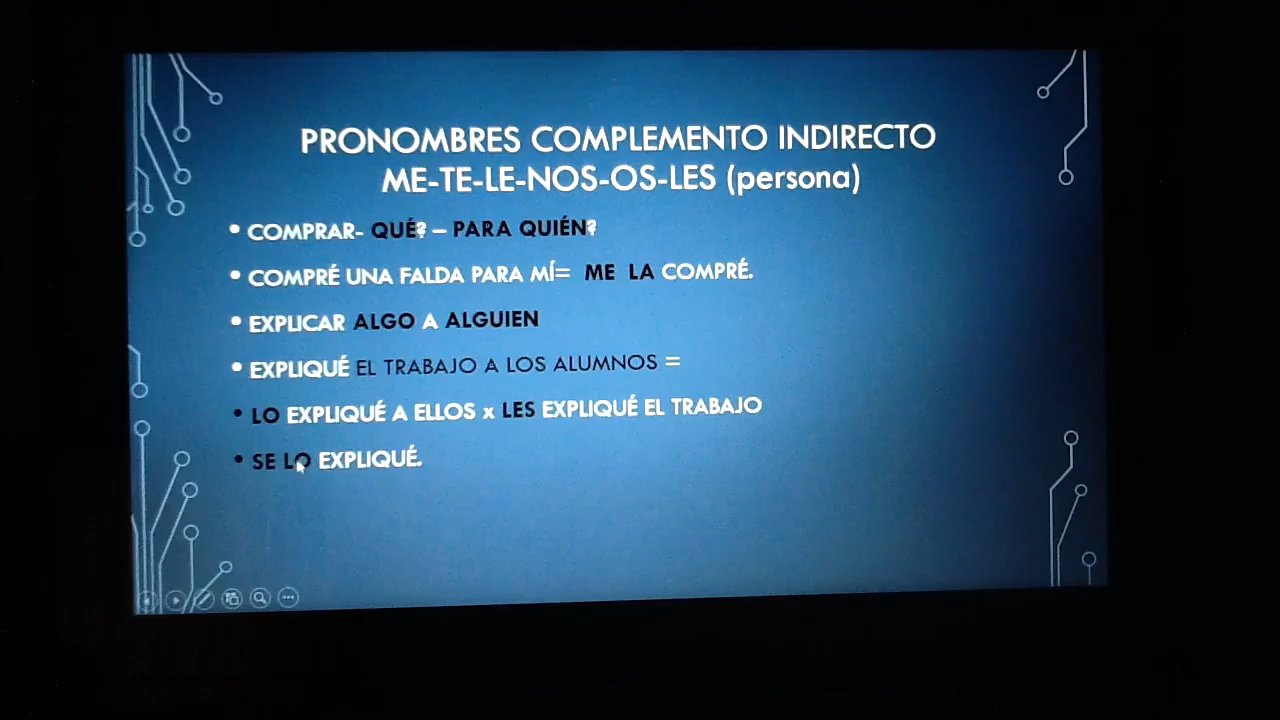 PRONOMBRES COMPLEMENTO INDIRECTO
ME-TE-LE-NOS-OS-LES (persona)
• COMPRAR- QUÉ? – PARA QUIÉN?
• COMPRÉ UNA FALDA PARA MÍ= ME LA COMPRÉ.
• EXPLICAR ALGO A ALGUIEN
• EXPLIQUÉ EL TRABAJO A LOS ALUMNOS =
• LO EXPLIQUÉ A ELLOS x LES EXPLIQUÉ EL TRABAJO
• SE LO EXPLIQUÉ.